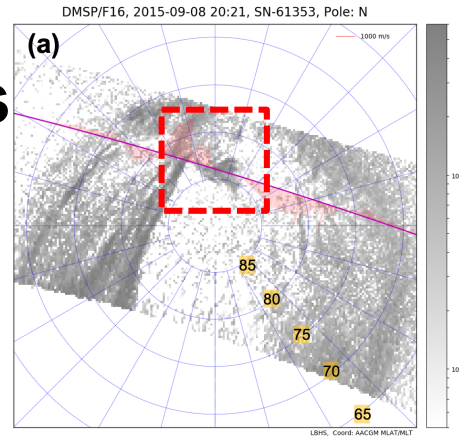 DMSP/F16, 2015-09-08 20:21, SN-61353, Pole: N
(a)
1000 m/s
s
10
85
80
75
70
10
65
LBHS, Coord: AACGM MLAT/MLT